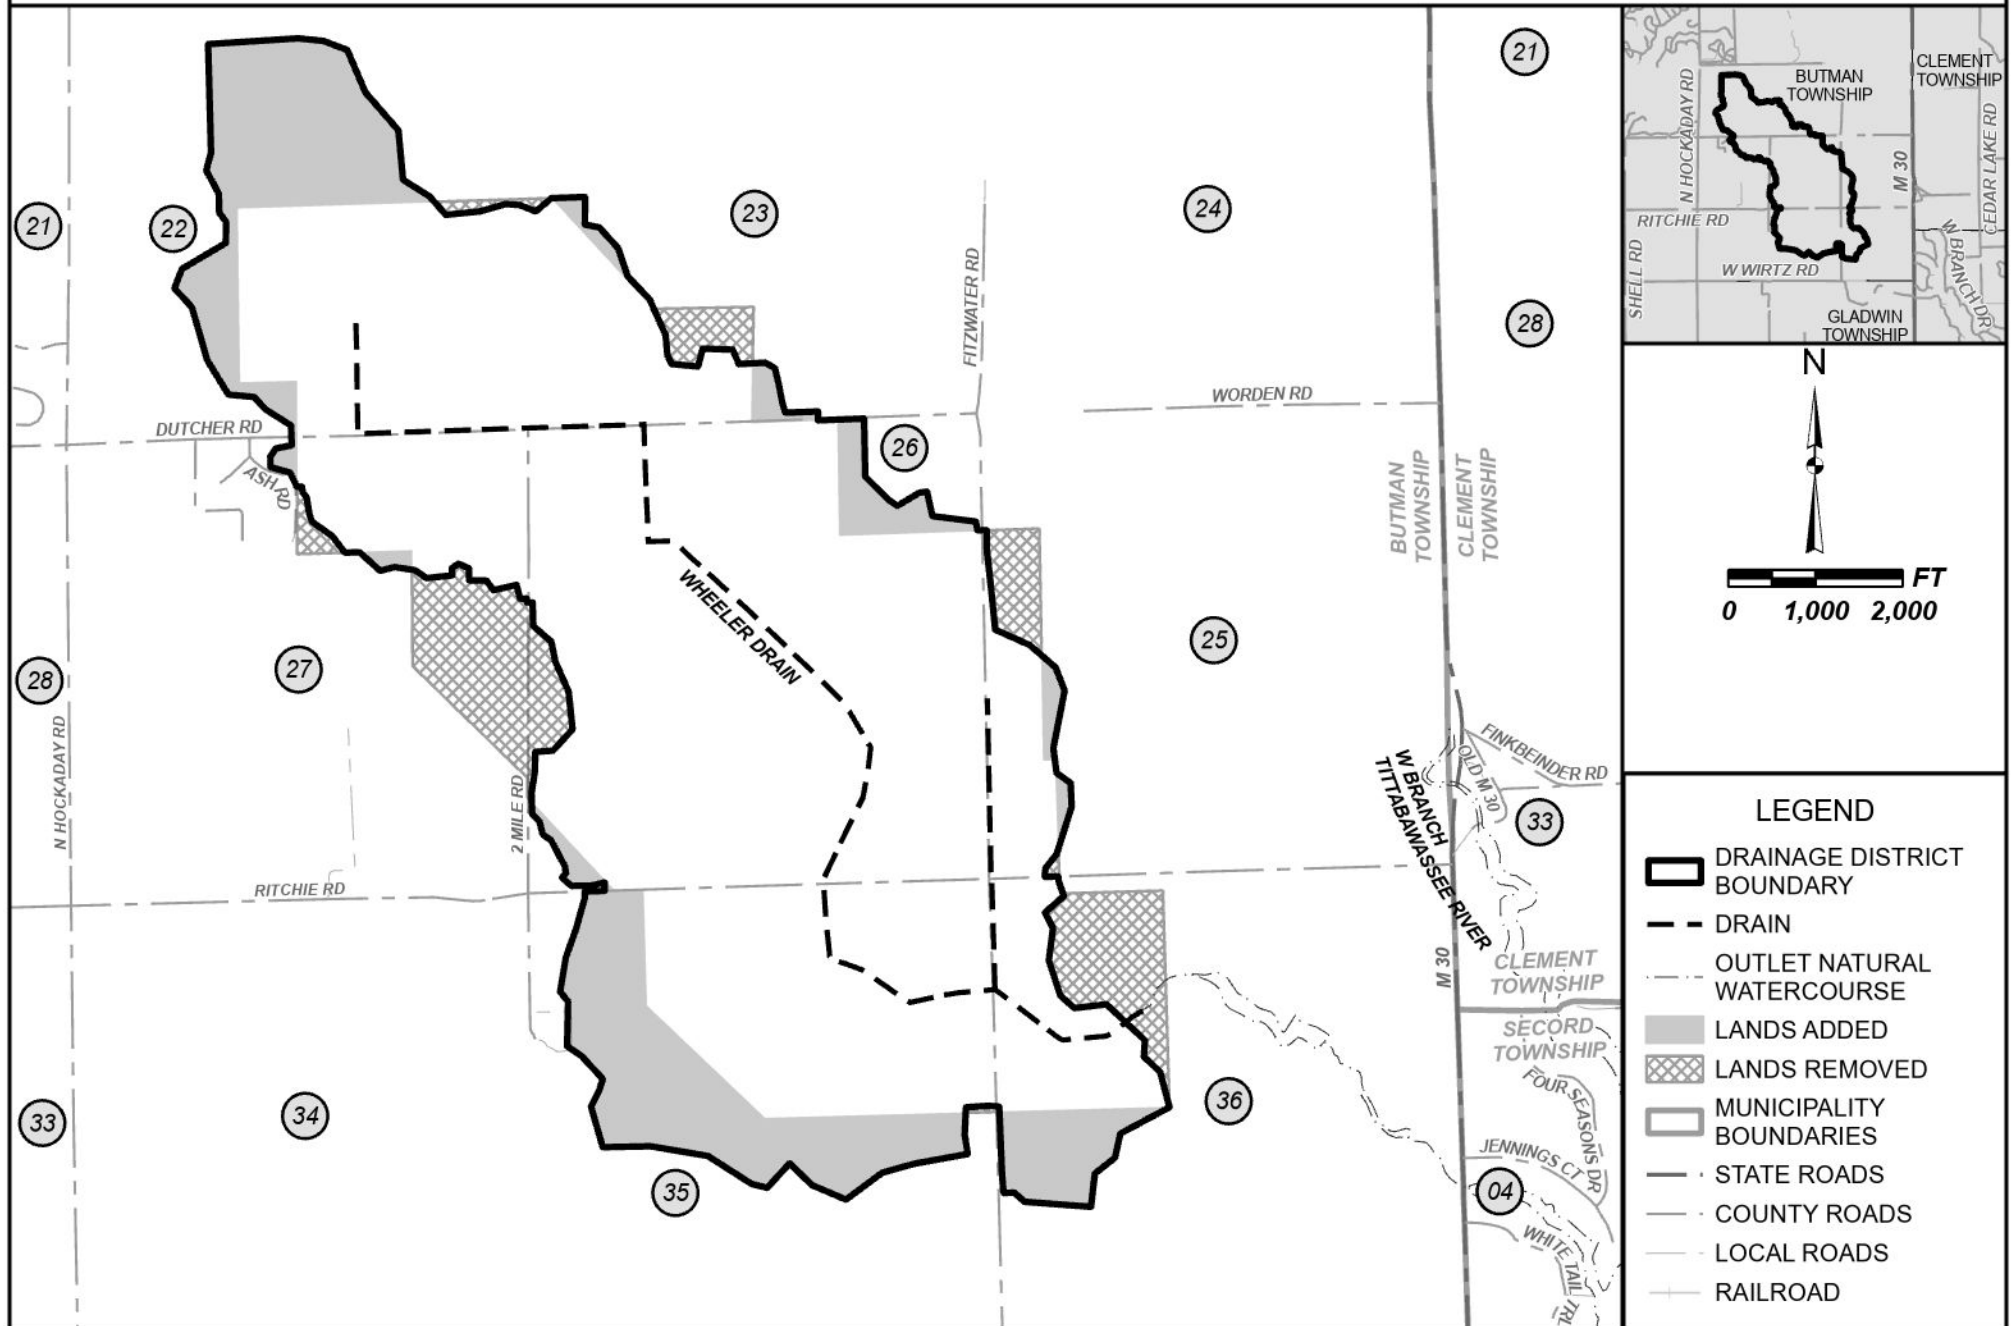 21
22
23
24
21
28
26
25
28
27
33
33
34
35
36
04
DUTCHER RD
ASH RD
N HOCKADAY RD
2 MILE RD
RITCHIE RD
FITZWATER RD
WORDEN RD
WHEELER DRAIN
BUTMAN
TOWNSHIP
CLEMENT
TOWNSHIP
W BRANCH
TITTABAWASSEE RIVER
OLD M 30
FINKBEINDER RD
M 30
CLEMENT
TOWNSHIP
SECORD
TOWNSHIP
FOUR SEASONS DR
JENNINGS CT
WHITE TAIL TRL
BUTMAN
TOWNSHIP
CLEMENT
TOWNSHIP
N HOCKADAY RD
M 30
CEDAR LAKE RD
RITCHIE RD
SHELL RD
W WIRTZ RD
W BRANCH DR
GLADWIN
TOWNSHIP
N
FT
0 1,000 2,000
LEGEND
DRAINAGE DISTRICT
BOUNDARY
DRAIN
OUTLET NATURAL
WATERCOURSE
LANDS ADDED
LANDS REMOVED
MUNICIPALITY
BOUNDARIES
STATE ROADS
COUNTY ROADS
LOCAL ROADS
RAILROAD